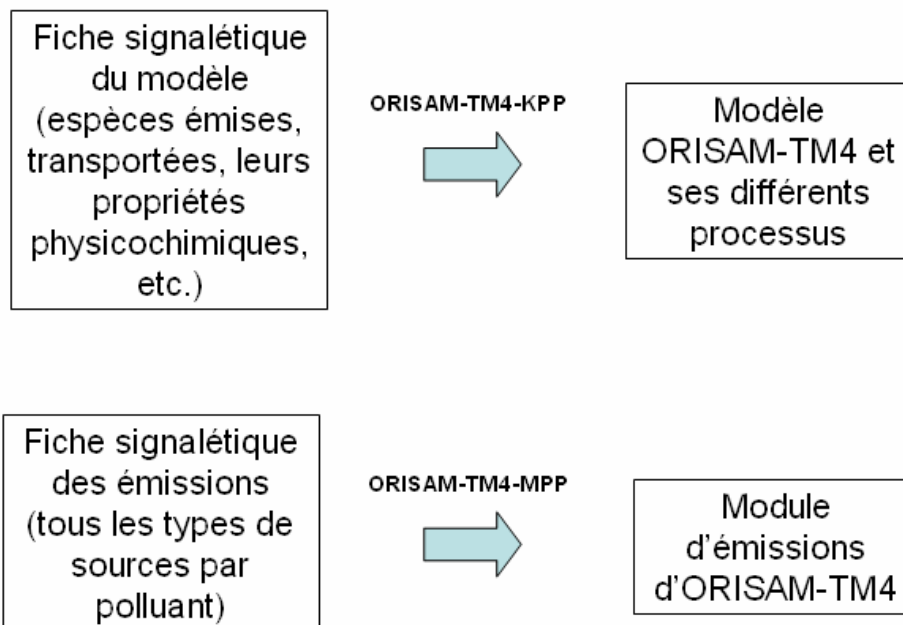 Fiche signalétique
du modèle
(espèces émises,
transportées, leurs
propriétés
physicochimiques,
etc.)
ORISAM-TM4-KPP
Modèle
ORISAM-TM4 et
ses différents
processus
Fiche signalétique
des émissions
(tous les types de
sources par
polluant)
ORISAM-TM4-MPP
Module
d'émissions
d'ORISAM-TM4